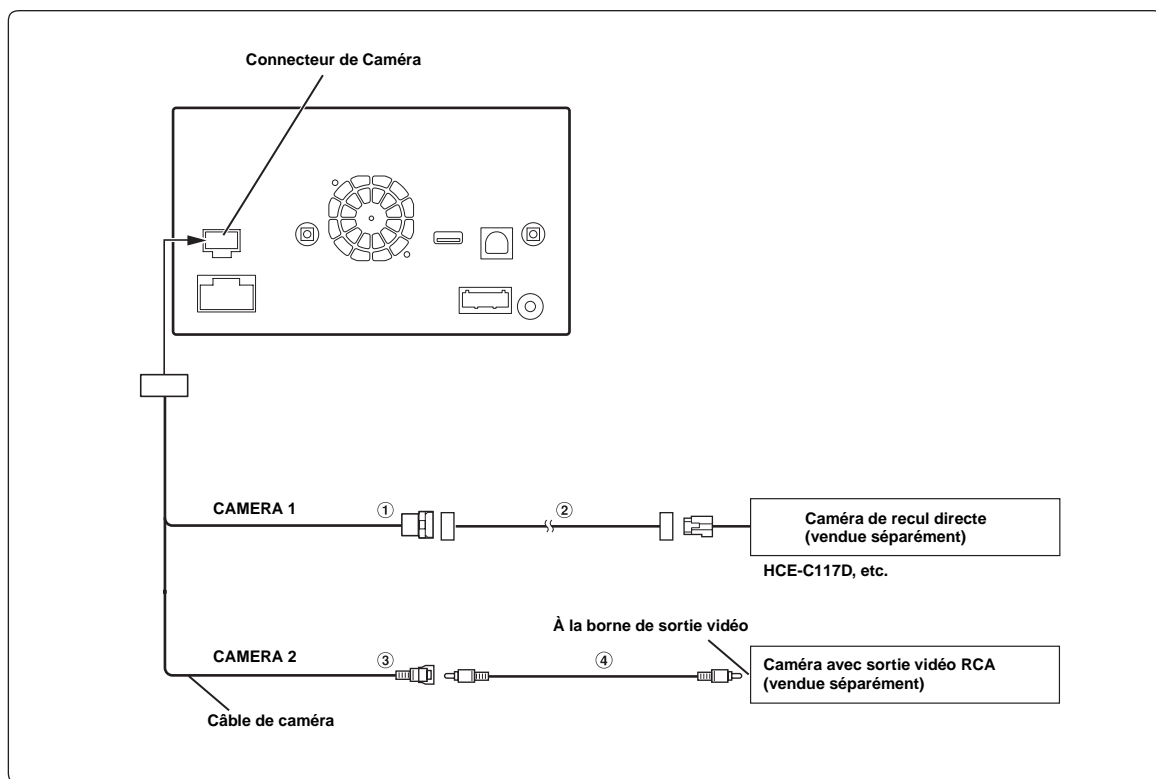 Connecteur de Caméra
CAMERA 1
①
②
Caméra de recul directe
(vendue séparément)
HCE-C117D, etc.
À la borne de sortie vidéo
CAMERA 2
③
④
Caméra avec sortie vidéo RCA
(vendue séparément)
Câble de caméra